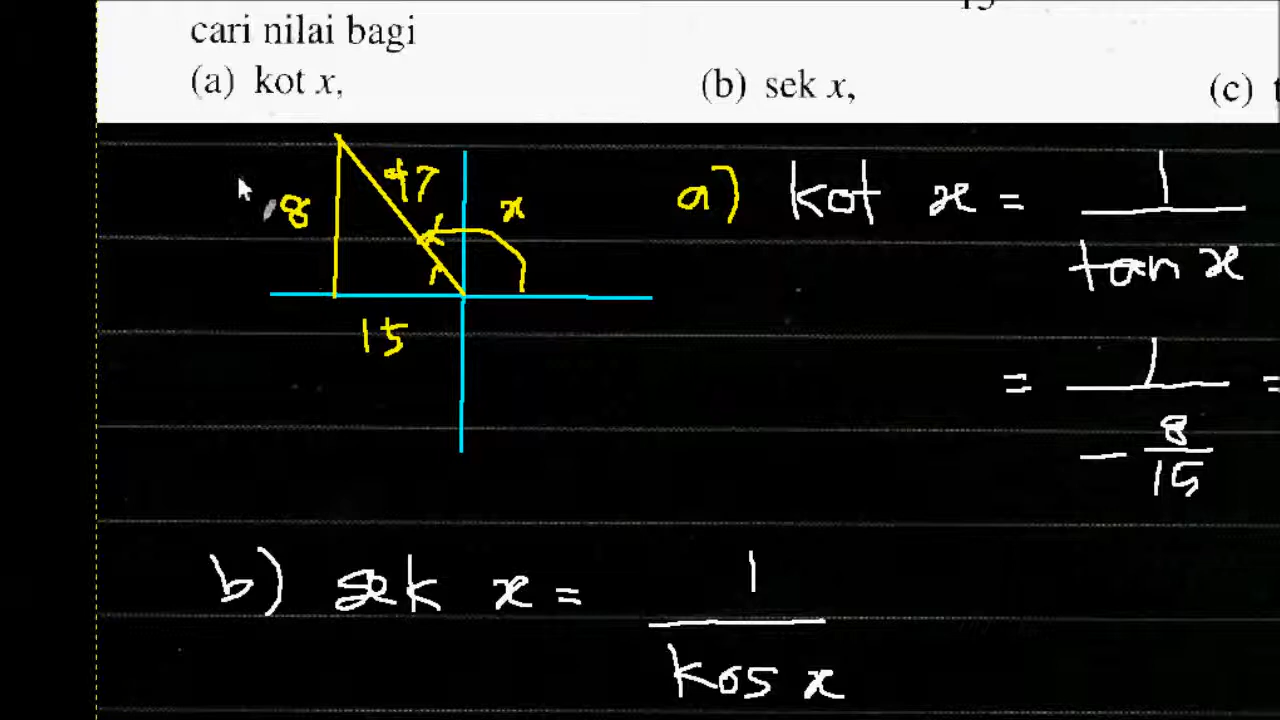 cari nilai bagi
(a) kot x,
(b) sek x,
(c)
17
8
x
15
a) kot x = 1 / tan x
= 1 / - 8/15 =
b) sek x = 1 / kos x